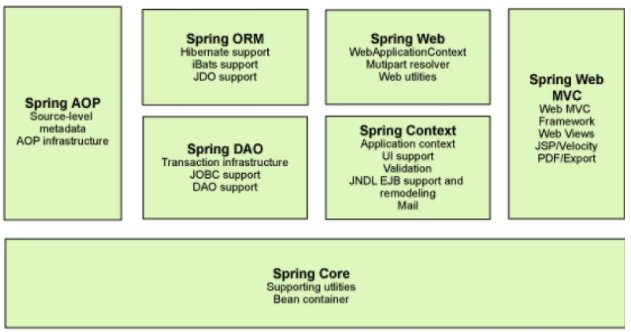 Spring AOP
Source-level
metadata
AOP infrastructure
Spring ORM
Hibernate support
iBats support
JDO support
Spring DAO
Transaction infrastructure
JOBC support
DAO support
Spring Web
WebApplicationContext
Mutipart resolver
Web utlities
Spring Context
Application context
UI support
Validation
JNDL EJB support and
remodeling
Mail
Spring Web
MVC
Web MVC
Framework
Web Views
JSP/Velocity
PDF/Export
Spring Core
Supporting utlities
Bean container